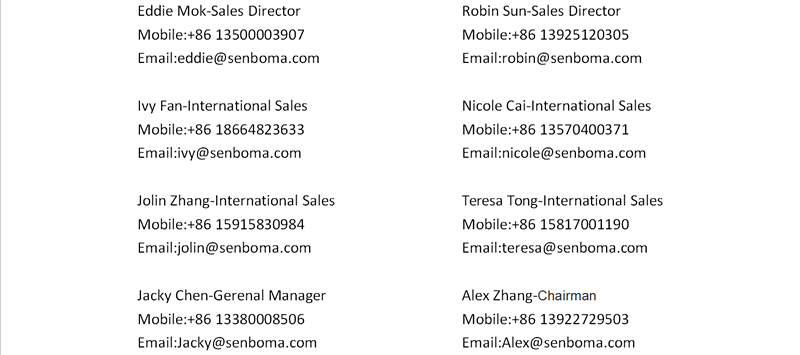 Eddie Mok-Sales Director
Mobile:+86 13500003907
Email:eddie@senboma.com
Robin Sun-Sales Director
Mobile:+86 13925120305
Email:robin@senboma.com
Ivy Fan-International Sales
Mobile:+86 18664823633
Email:ivy@senboma.com
Nicole Cai-International Sales
Mobile:+86 13570400371
Email:nicole@senboma.com
Jolin Zhang-International Sales
Mobile:+86 15915830984
Email:jolin@senboma.com
Teresa Tong-International Sales
Mobile:+86 15817001190
Email:teresa@senboma.com
Jacky Chen-Gerenal Manager
Mobile:+86 13380008506
Email:Jacky@senboma.com
Alex Zhang-Chairman
Mobile:+86 13922729503
Email:Alex@senboma.com